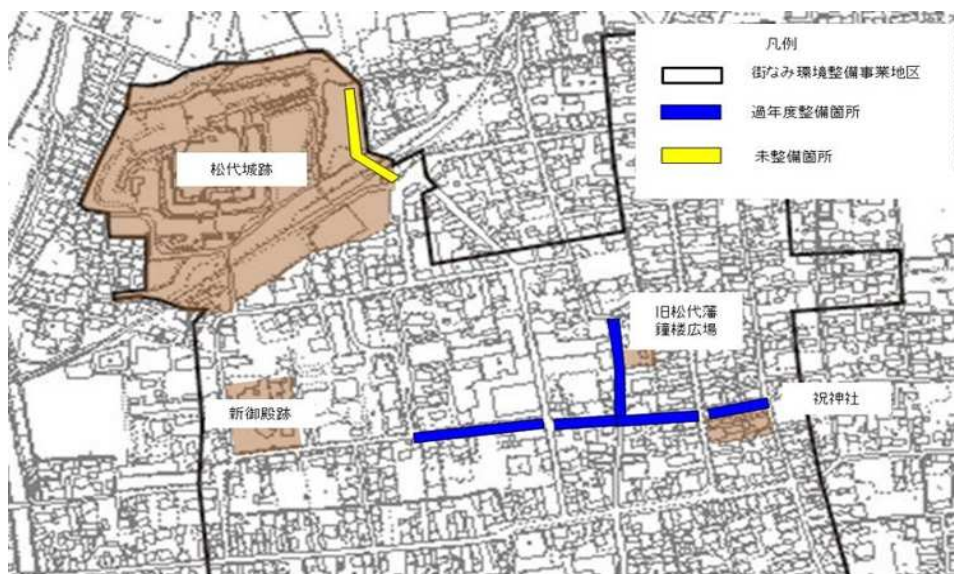 凡例
街なみ環境整備事業地区
過年度整備箇所
未整備箇所
松代城跡
旧松代藩
鐘楼広場
新御殿跡
祝神社